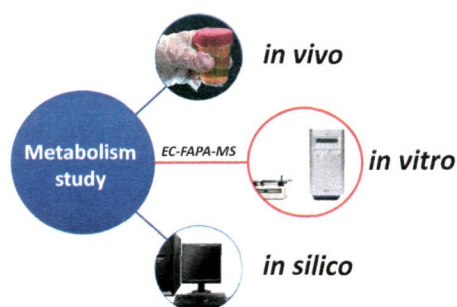 in vivo
Metabolism
study
EC-FAPA-MS
in vitro
in silico